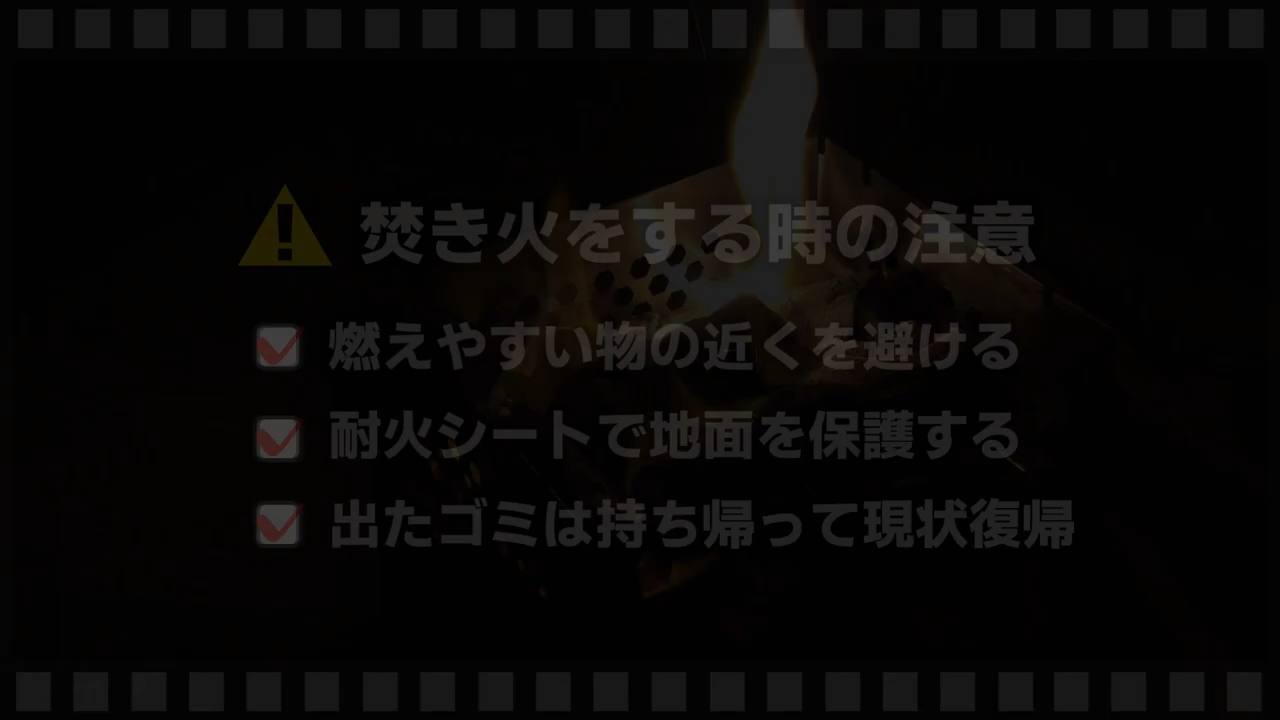 焚き火をする時の注意
燃えやすい物の近くを避ける
耐火シートで地面を保護する
出たゴミは持ち帰って現状復帰